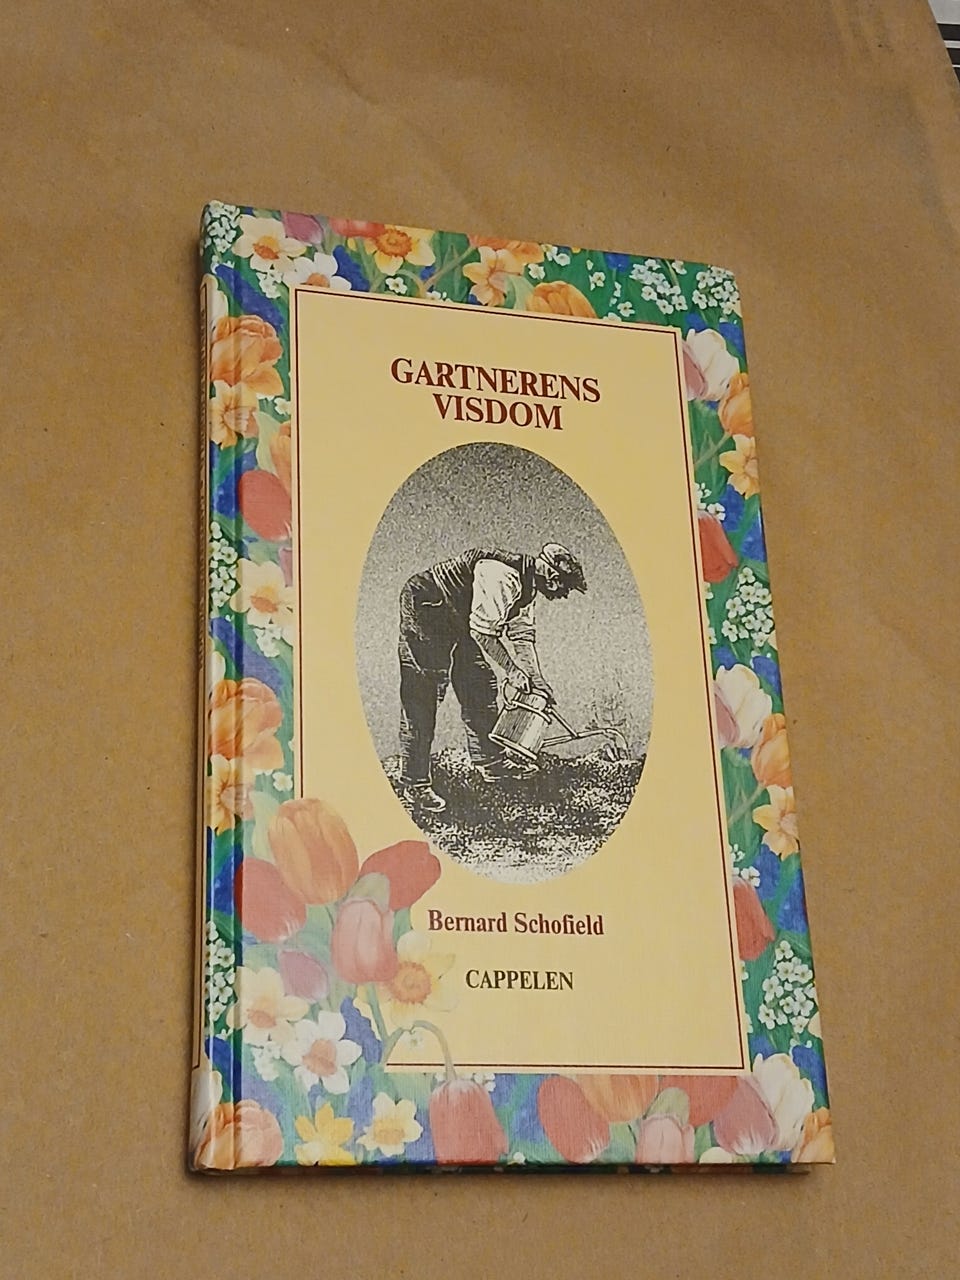 GARTNERENS
VISDOM
Bernard Schofield
CAPPELEN